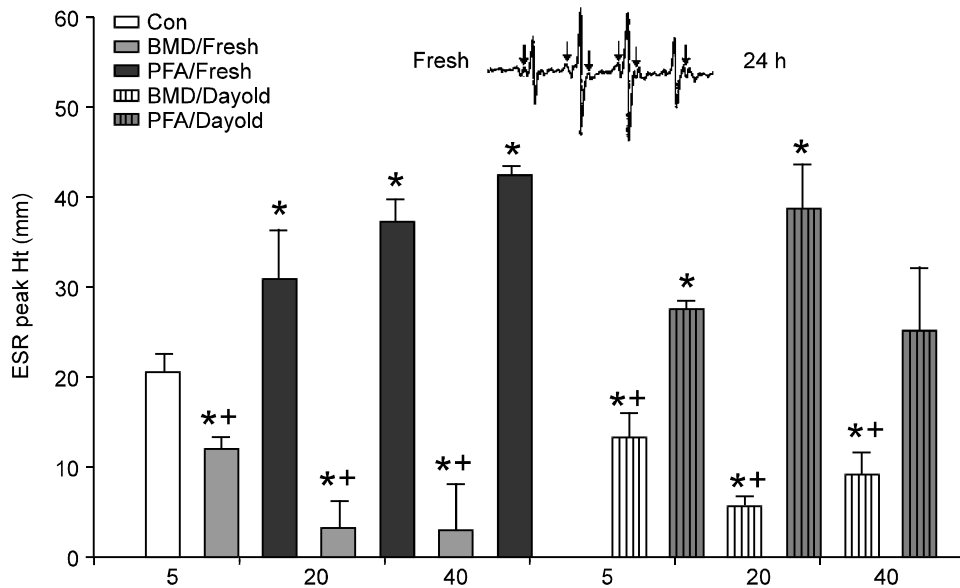 60
50
40
30
20
10
0
ESR peak Ht (mm)
Con
BMD/Fresh
PFA/Fresh
BMD/Dayold
PFA/Dayold
Fresh
24 h
*+
*
*+
*
*+
*
*+
*
*+
*
*+
5 20 40 5 20 40